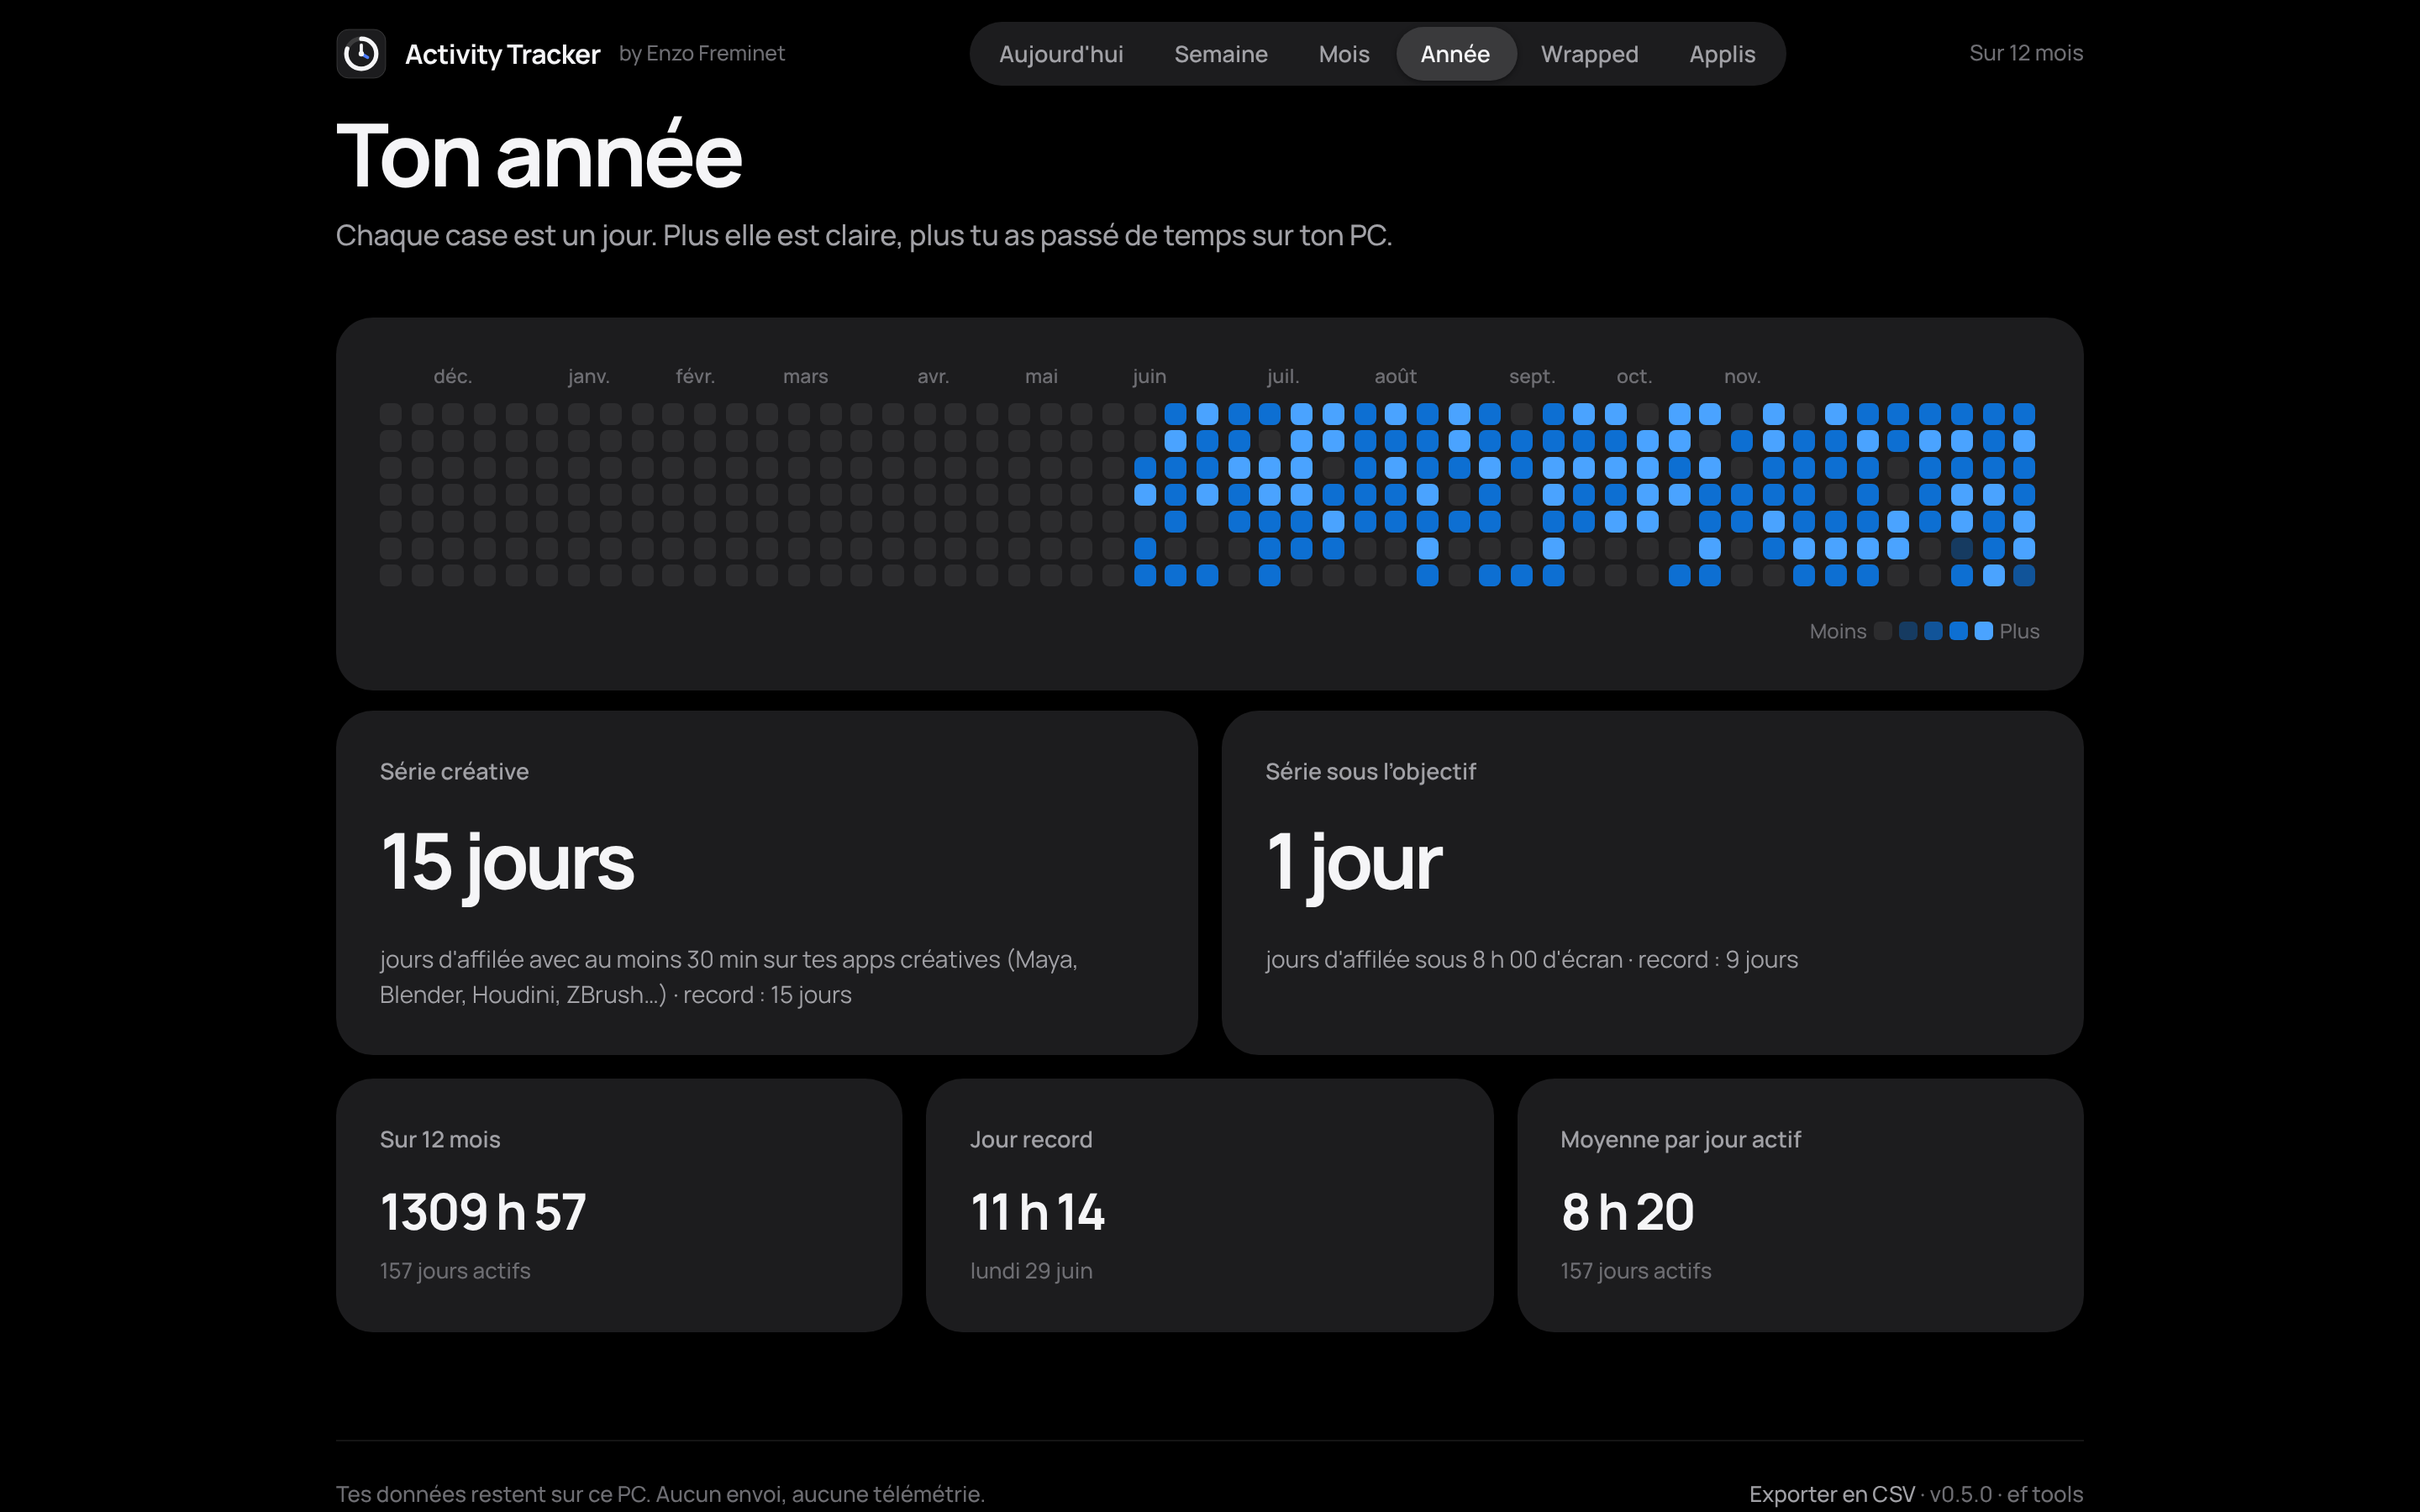 Activity Tracker by Enzo Freminet
Aujourd'hui Semaine Mois Année Wrapped Applis
Sur 12 mois
Ton année
Chaque case est un jour. Plus elle est claire, plus tu as passé de temps sur ton PC.
déc. janv. févr. mars avr. mai juin juil. août sept. oct. nov.
Moins Plus
Série créative
15 jours
jours d'affilée avec au moins 30 min sur tes apps créatives (Maya,
Blender, Houdini, ZBrush…) · record : 15 jours
Série sous l’objectif
1 jour
jours d'affilée sous 8 h 00 d'écran · record : 9 jours
Sur 12 mois
1309 h 57
157 jours actifs
Jour record
11 h 14
lundi 29 juin
Moyenne par jour actif
8 h 20
157 jours actifs
Tes données restent sur ce PC. Aucun envoi, aucune télémétrie.
Exporter en CSV · v0.5.0 · ef tools